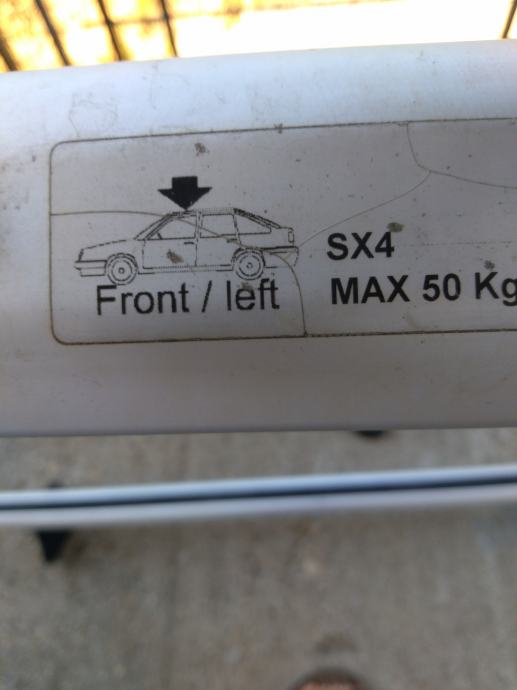 SX4
Front / left
MAX 50 Kg